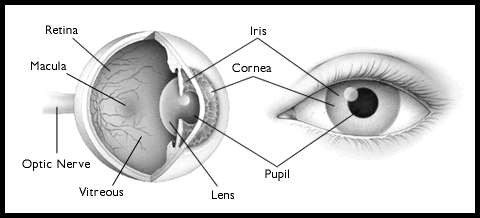 Retina
Iris
Macula
Cornea
Optic Nerve
Vitreous
Lens
Pupil